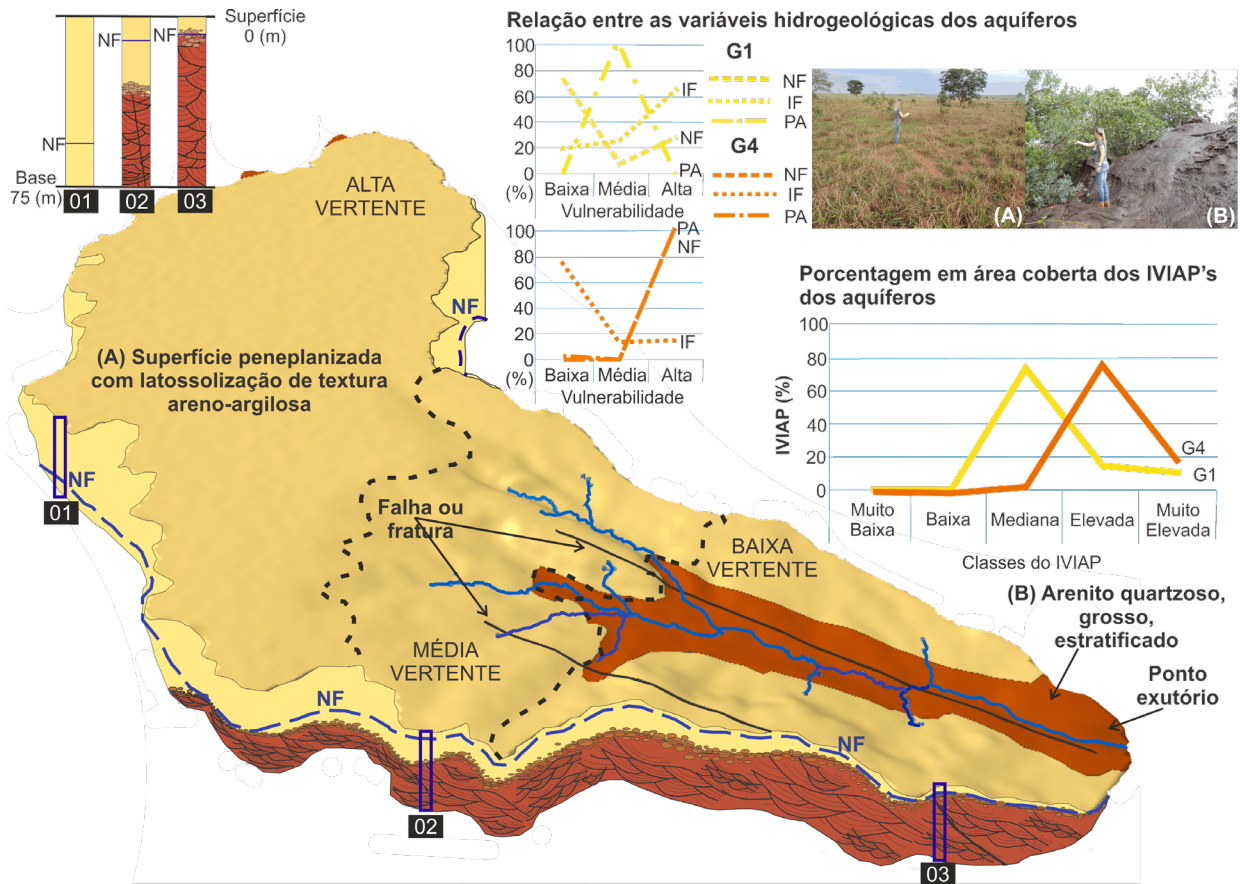 Superfície
0 (m)
NF
NF
NF
Base
75 (m)
01
02
03
Relação entre as variáveis hidrogeológicas dos aquíferos
100
80
60
40
20
0
(%)
IF
NF
PA
Baixa
Média
Alta
Vulnerabilidade
G1
NF
IF
PA
G4
NF
IF
PA
100
80
60
40
20
0
(%)
PA
NF
IF
Baixa
Média
Alta
Vulnerabilidade
(A)
(B)
Porcentagem em área coberta dos IVIAP's
dos aquíferos
IVIAP (%)
100
80
60
40
20
0
G4
G1
Muito
Baixa
Baixa
Mediana
Elevada
Muito
Elevada
Classes do IVIAP
ALTA
VERTENTE
NF
(A) Superfície peneplanizada
com latossolização de textura
areno-argilosa
NF
01
Falha ou
fratura
BAIXA
VERTENTE
MÉDIA
VERTENTE
(B) Arenito quartzoso,
grosso,
estratificado
Ponto
exutório
NF
NF
02
03